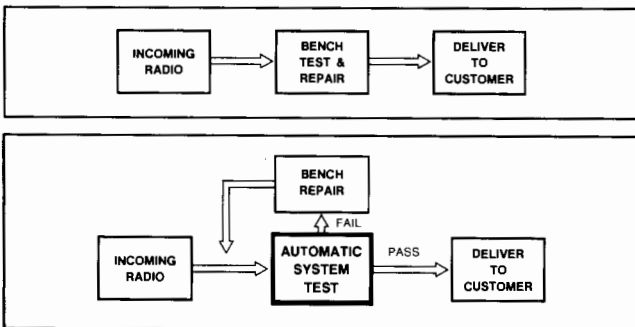 INCOMING
RADIO
BENCH
TEST &
REPAIR
DELIVER
TO
CUSTOMER
BENCH
REPAIR
FAIL
INCOMING
RADIO
AUTOMATIC
SYSTEM
TEST
PASS
DELIVER
TO
CUSTOMER